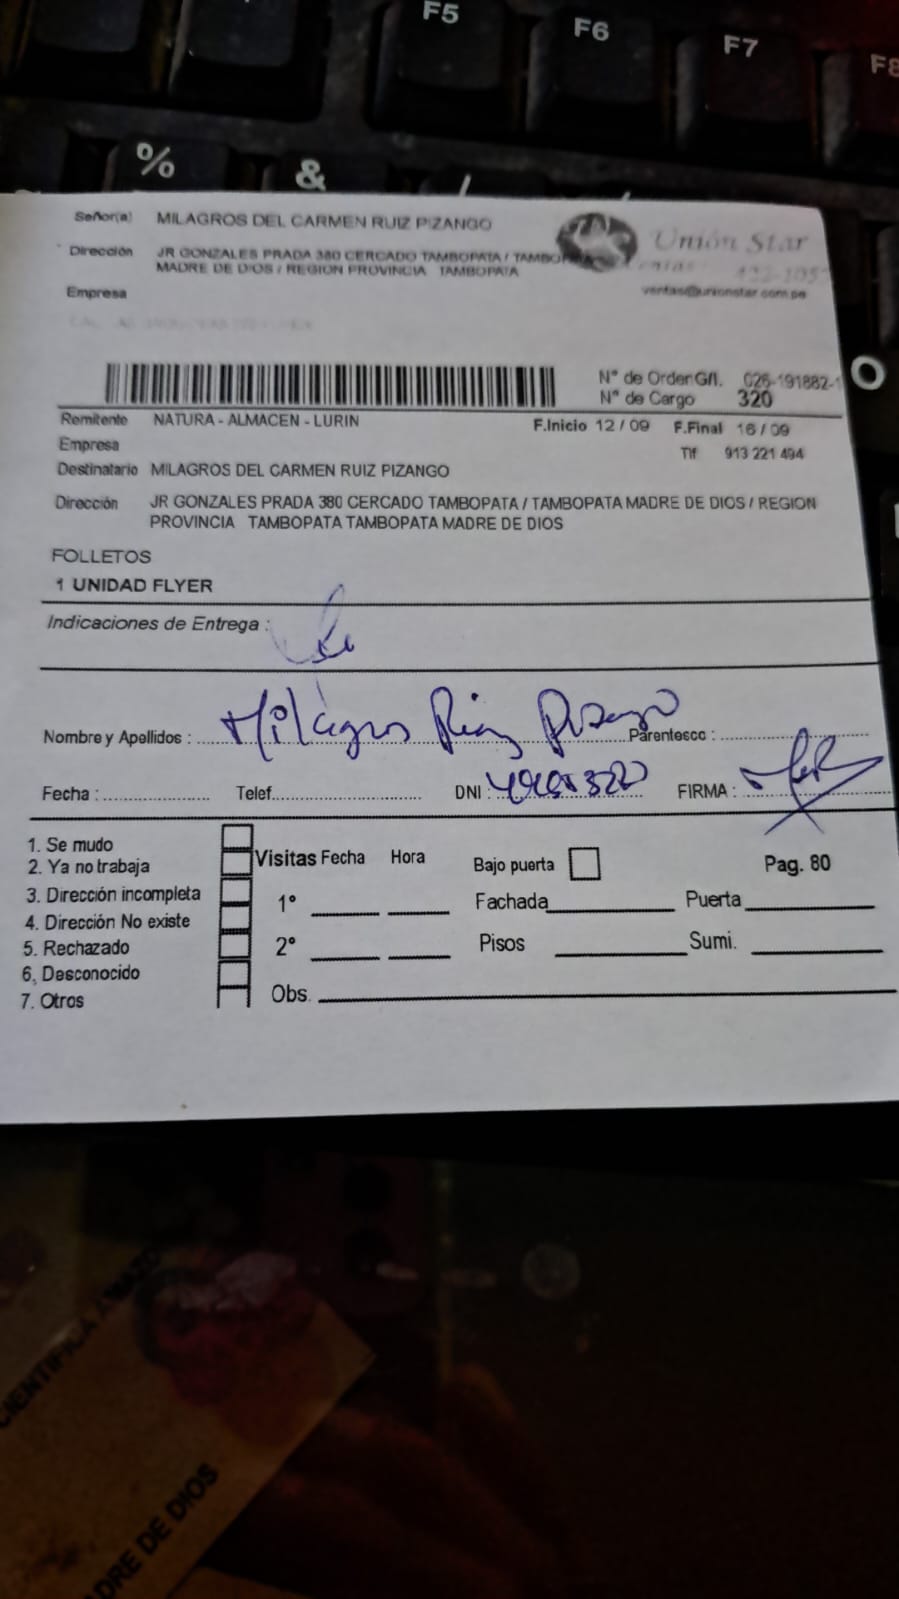 F5
F6
F7
F8
%
&
/
Señor(a) MILAGROS DEL CARMEN RUIZ PIZANGO
Unión Star
Dirección JR GONZALES PRADA 380 CERCADO TAMBOPATA / TAMBOPATA
MADRE DE DIOS / REGION PROVINCIA TAMBOPATA
Ventas
Empresa
ventas@unionstar.com.pe
O
N° de Orden G/I. 026-191882-1
N° de Cargo 320
Remitente NATURA - ALMACEN - LURIN F.Inicio 12 / 09 F.Final 16 / 09
Empresa Tlf 913 221 494
Destinatario MILAGROS DEL CARMEN RUIZ PIZANGO
Dirección JR GONZALES PRADA 380 CERCADO TAMBOPATA / TAMBOPATA MADRE DE DIOS / REGION
PROVINCIA TAMBOPATA TAMBOPATA MADRE DE DIOS
FOLLETOS
1 UNIDAD FLYER
Indicaciones de Entrega :
Nombre y Apellidos : Milagros Ruiz Pizango Parentesco :
Fecha : Telef. DNI : FIRMA :
1. Se mudo
2. Ya no trabaja Visitas Fecha Hora Bajo puerta Pag. 80
3. Dirección incompleta 1° Fachada Puerta
4. Dirección No existe
5. Rechazado 2° Pisos Sumi.
6, Desconocido
7. Otros Obs.
CIENTIFICA
MADRE DE DIOS